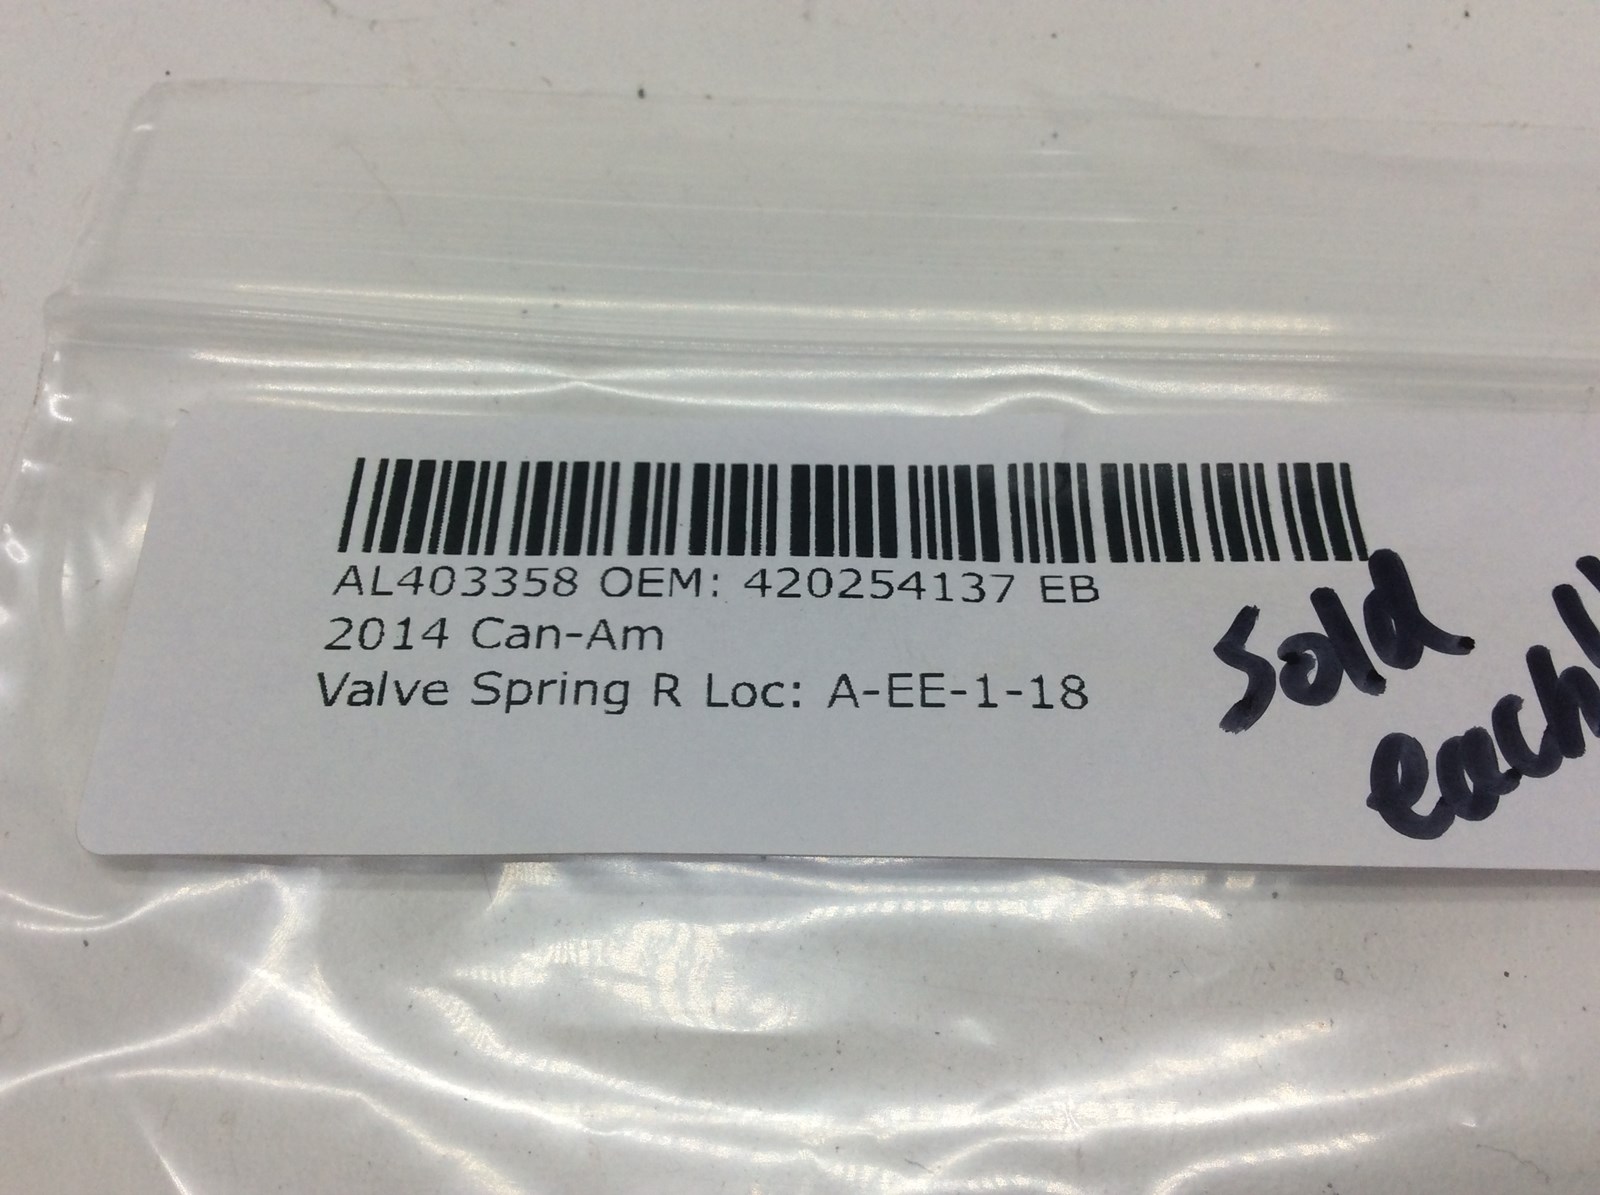 AL403358 OEM: 420254137 EB
2014 Can-Am
Valve Spring R Loc: A-EE-1-18
Sold
each!